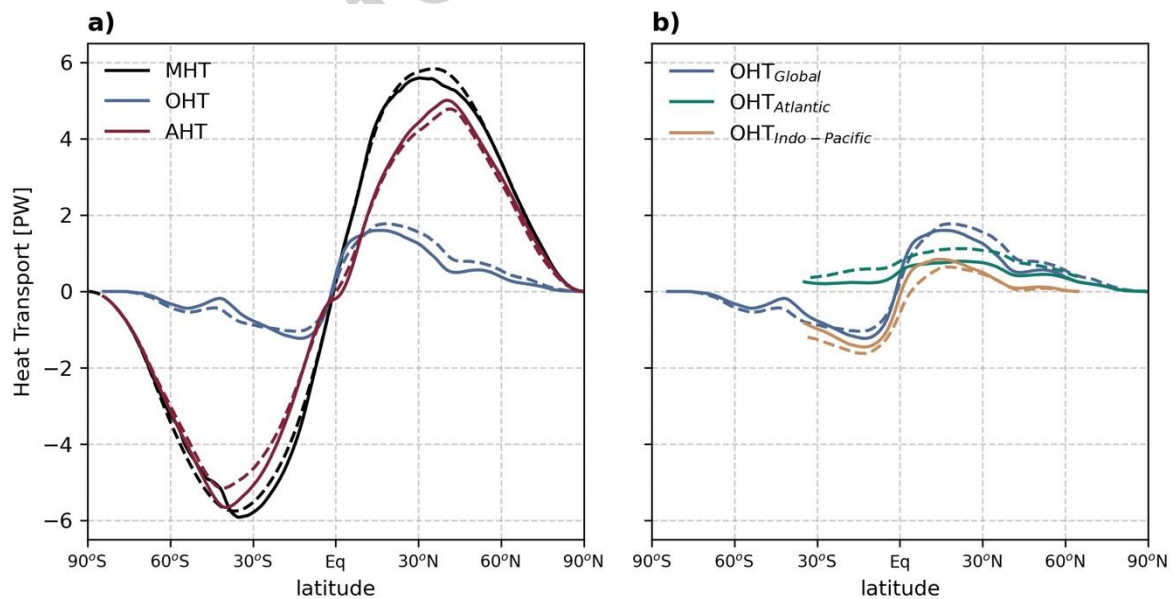 a)
MHT
OHT
AHT
Heat Transport [PW]
6
4
2
0
−2
−4
−6
90°S 60°S 30°S Eq 30°N 60°N 90°N
latitude
b)
OHT_Global
OHT_Atlantic
OHT_Indo−Pacific
90°S 60°S 30°S Eq 30°N 60°N 90°N
latitude